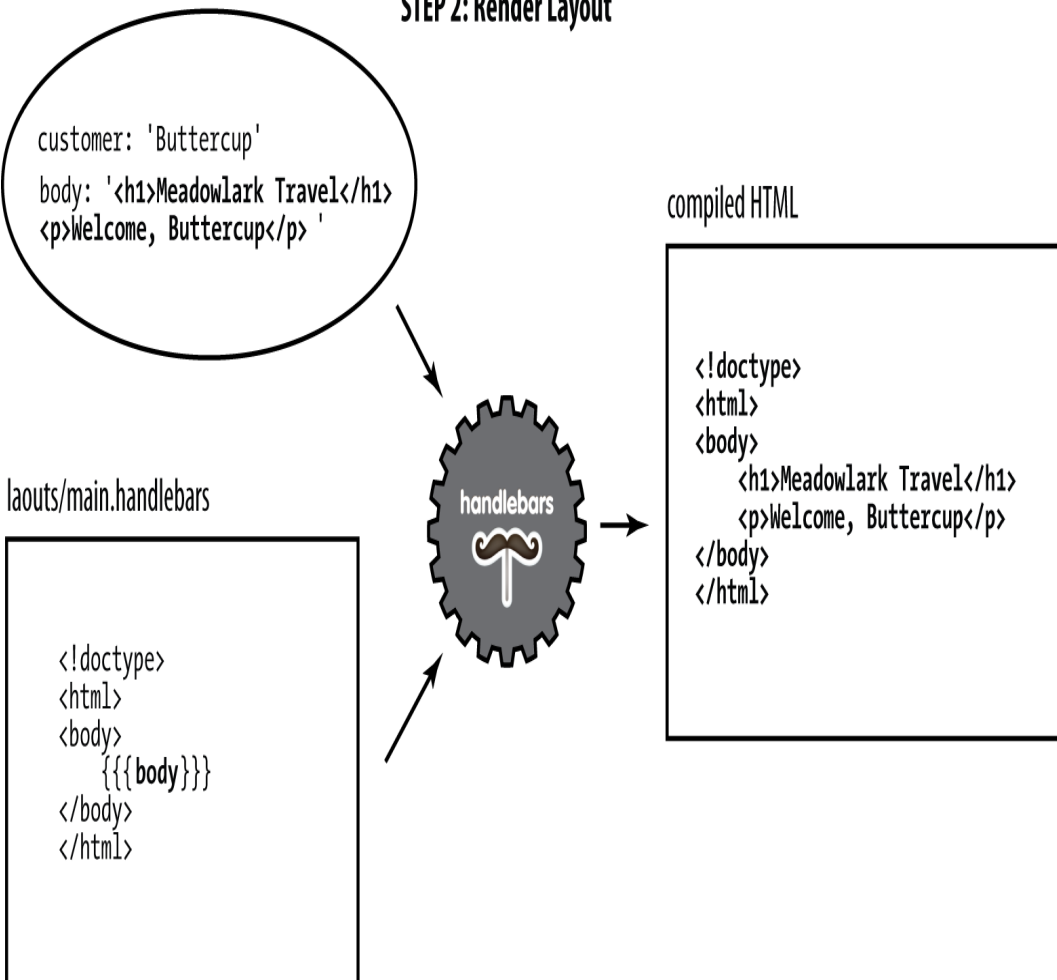 STEP 2: Render Layout
customer: 'Buttercup'
body: '<h1>Meadowlark Travel</h1>
<p>Welcome, Buttercup</p> '
compiled HTML
<!doctype>
<html>
<body>
<h1>Meadowlark Travel</h1>
<p>Welcome, Buttercup</p>
</body>
</html>
handlebars
laouts/main.handlebars
<!doctype>
<html>
<body>
{{{body}}}
</body>
</html>